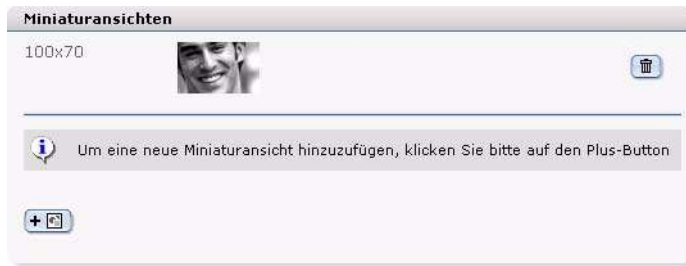 Miniaturansichten
100x70
Um eine neue Miniaturansicht hinzuzufügen, klicken Sie bitte auf den Plus-Button